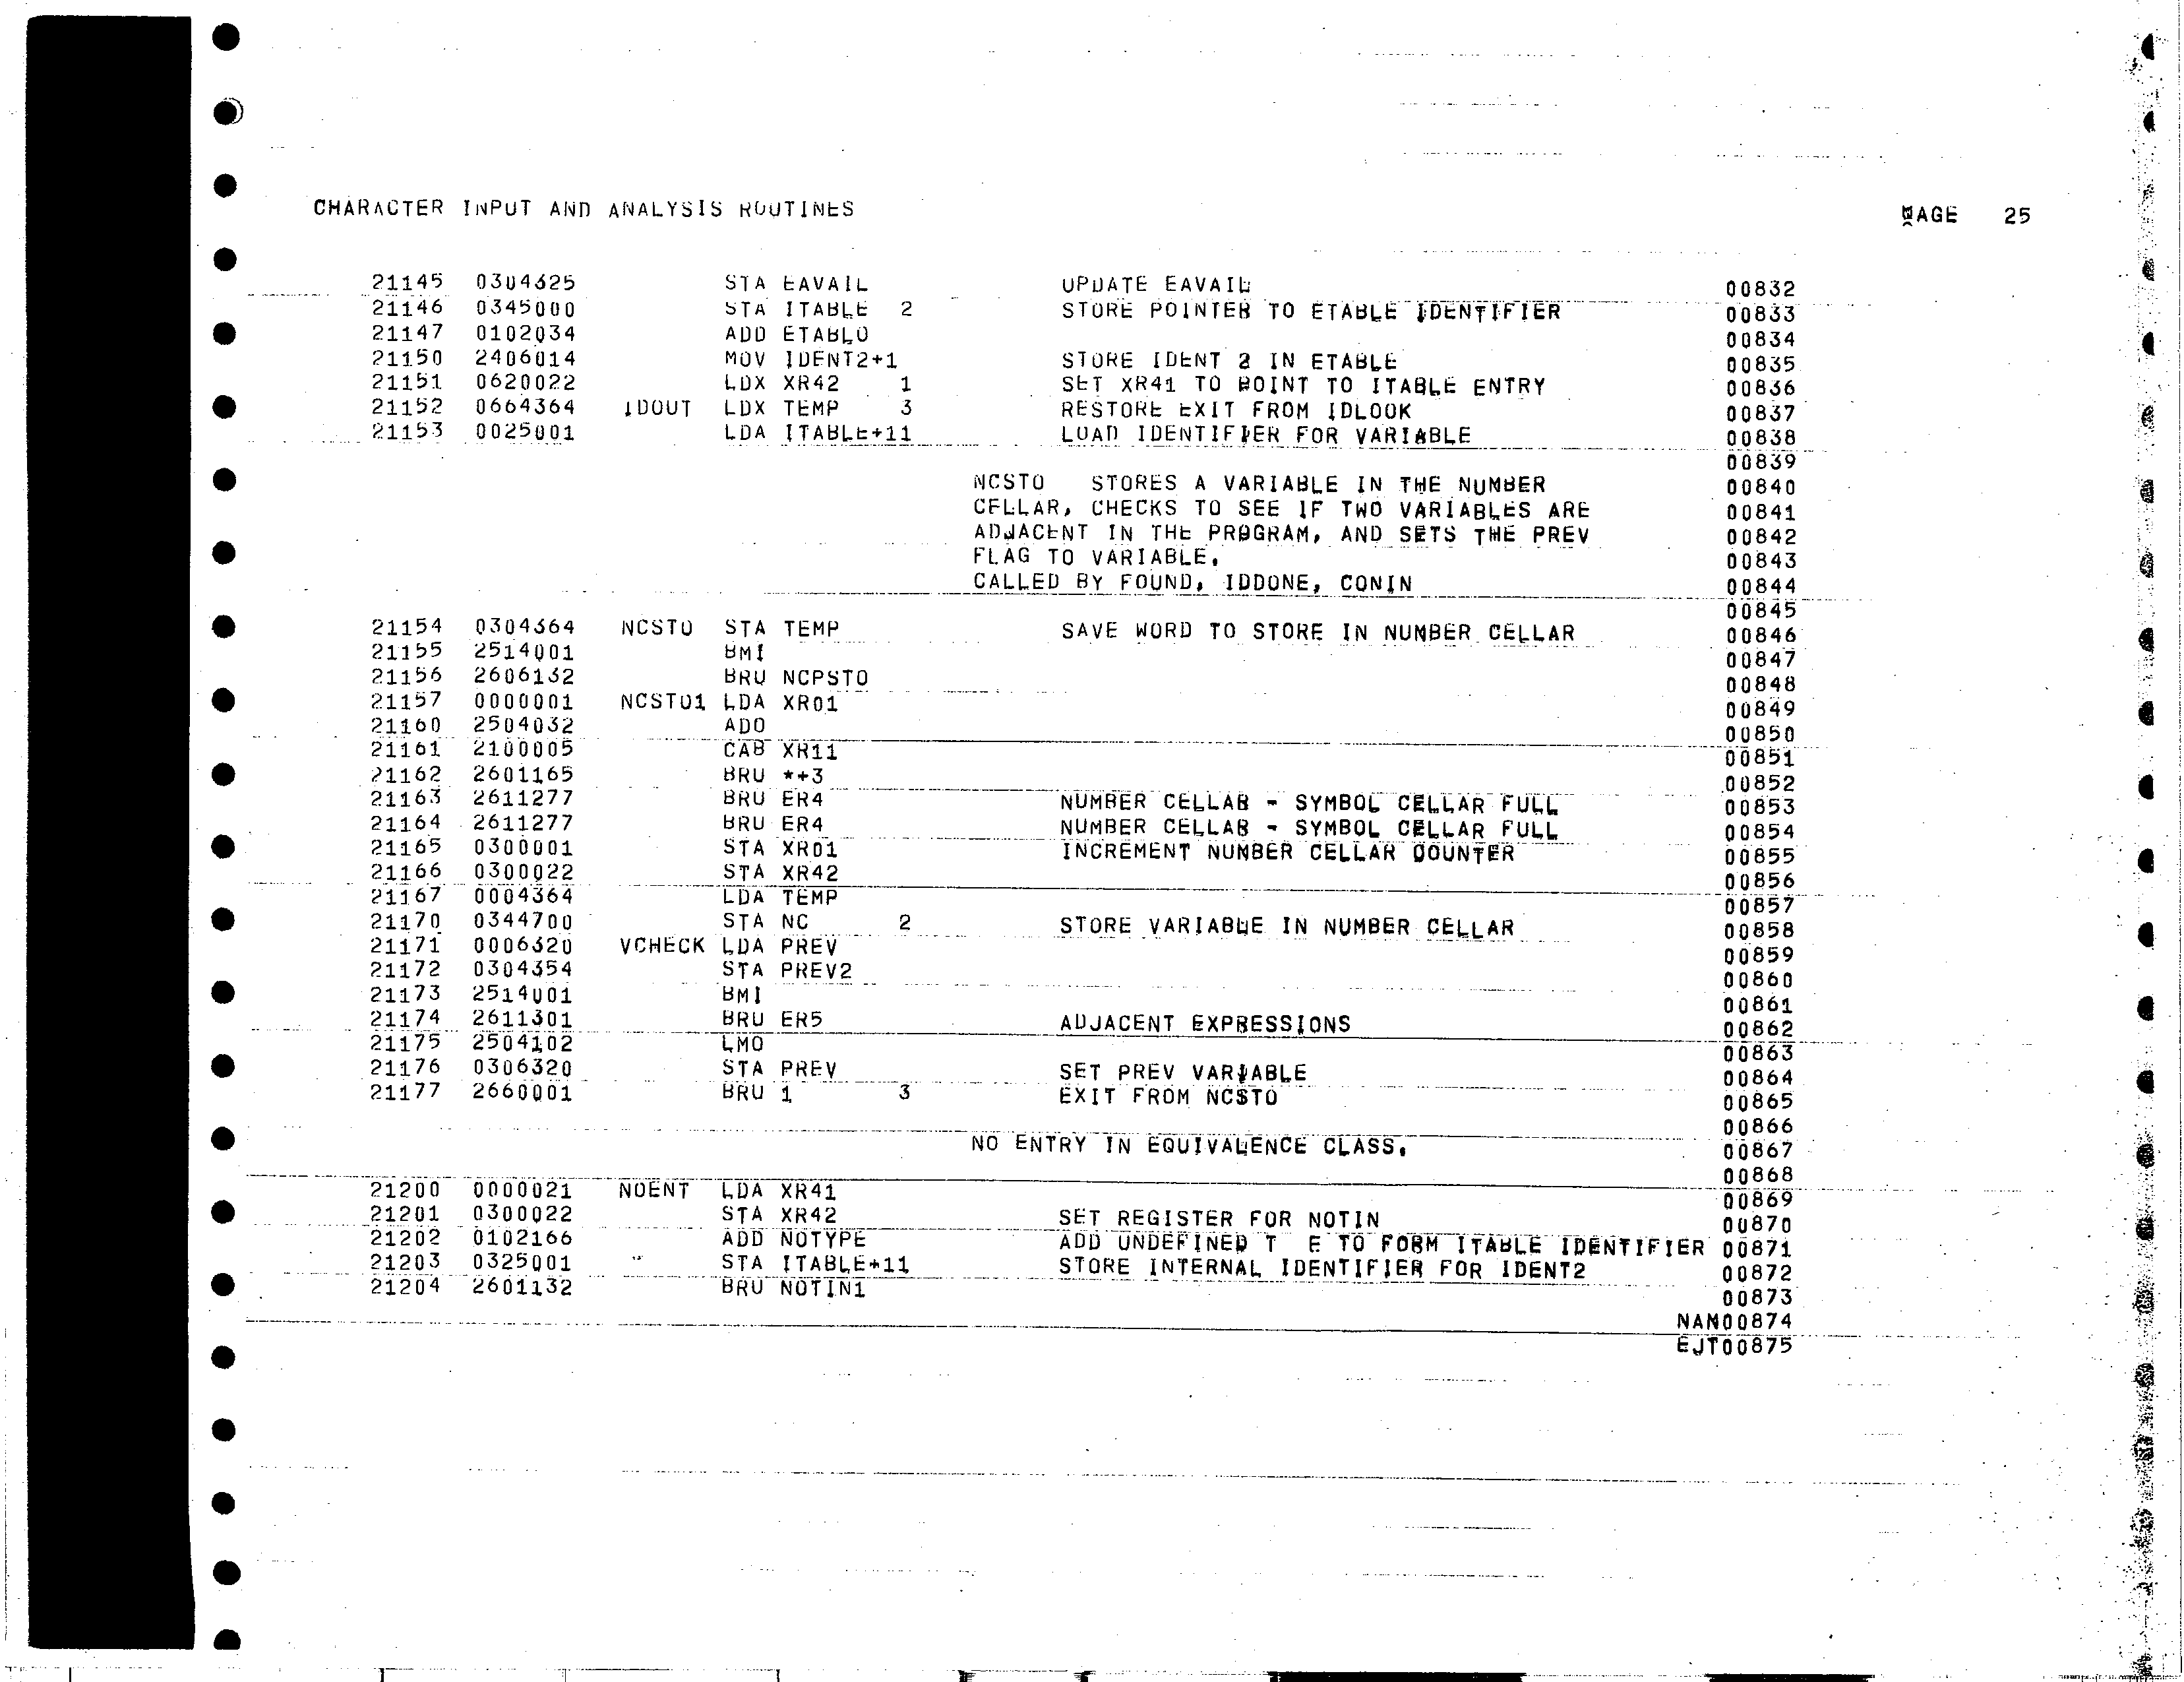 CHARACTER INPUT AND ANALYSIS ROUTINES PAGE 25
21145 0304625 STA EAVAIL UPDATE EAVAIL 00832
21146 0345000 STA ITABLE 2 STORE POINTER TO ETABLE IDENTIFIER 00833
21147 0102034 ADD ETABLO 00834
21150 2406014 MOV IDENT2+1 STORE IDENT 2 IN ETABLE 00835
21151 0620022 LDX XR42 1 SET XR41 TO POINT TO ITABLE ENTRY 00836
21152 0664364 IDOUT LDX TEMP 3 RESTORE EXIT FROM IDLOOK 00837
21153 0025001 LDA ITABLE+11 LOAD IDENTIFIER FOR VARIABLE 00838
00839
NCSTO STORES A VARIABLE IN THE NUMBER 00840
CELLAR, CHECKS TO SEE IF TWO VARIABLES ARE 00841
ADJACENT IN THE PROGRAM, AND SETS THE PREV 00842
FLAG TO VARIABLE. 00843
CALLED BY FOUND, IDDONE, CONIN 00844
00845
21154 0304364 NCSTO STA TEMP SAVE WORD TO STORE IN NUMBER CELLAR 00846
21155 2514001 BMI 00847
21156 2606132 BRU NCPSTO 00848
21157 0000001 NCSTO1 LDA XR01 00849
21160 2504032 ADO 00850
21161 2100005 CAB XR11 00851
21162 2601165 BRU *+3 00852
21163 2611277 BRU ER4 NUMBER CELLAR - SYMBOL CELLAR FULL 00853
21164 2611277 BRU ER4 NUMBER CELLAR - SYMBOL CELLAR FULL 00854
21165 0300001 STA XR01 INCREMENT NUMBER CELLAR COUNTER 00855
21166 0300022 STA XR42 00856
21167 0004364 LDA TEMP 00857
21170 0344700 STA NC 2 STORE VARIABLE IN NUMBER CELLAR 00858
21171 0006320 VCHECK LDA PREV 00859
21172 0304354 STA PREV2 00860
21173 2514001 BMI 00861
21174 2611301 BRU ER5 ADJACENT EXPRESSIONS 00862
21175 2504102 LMO 00863
21176 0306320 STA PREV SET PREV VARIABLE 00864
21177 2660001 BRU 1 3 EXIT FROM NCSTO 00865
00866
NO ENTRY IN EQUIVALENCE CLASS. 00867
00868
21200 0000021 NOENT LDA XR41 00869
21201 0300022 STA XR42 SET REGISTER FOR NOTIN 00870
21202 0102166 ADD NOTYPE ADD UNDEFINED T E TO FORM ITABLE IDENTIFIER 00871
21203 0325001 STA ITABLE+11 STORE INTERNAL IDENTIFIER FOR IDENT2 00872
21204 2601132 BRU NOTIN1 00873
NAM00874
EJT00875